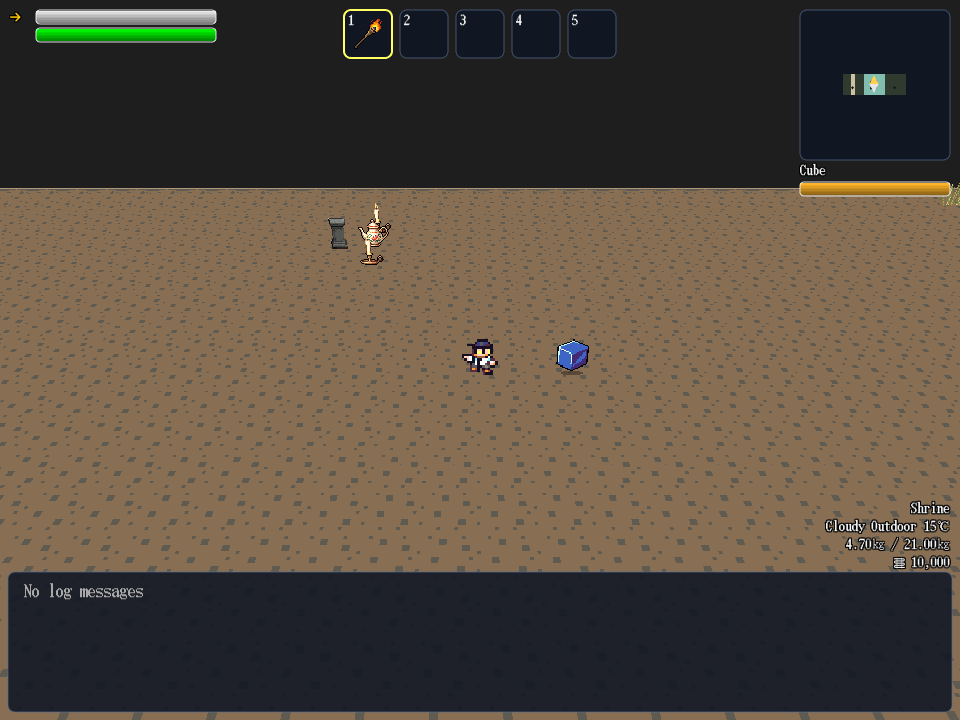 1
2
3
4
5
Cube
Shrine
Cloudy Outdoor 15℃
4.70kg / 21.00kg
10,000
No log messages